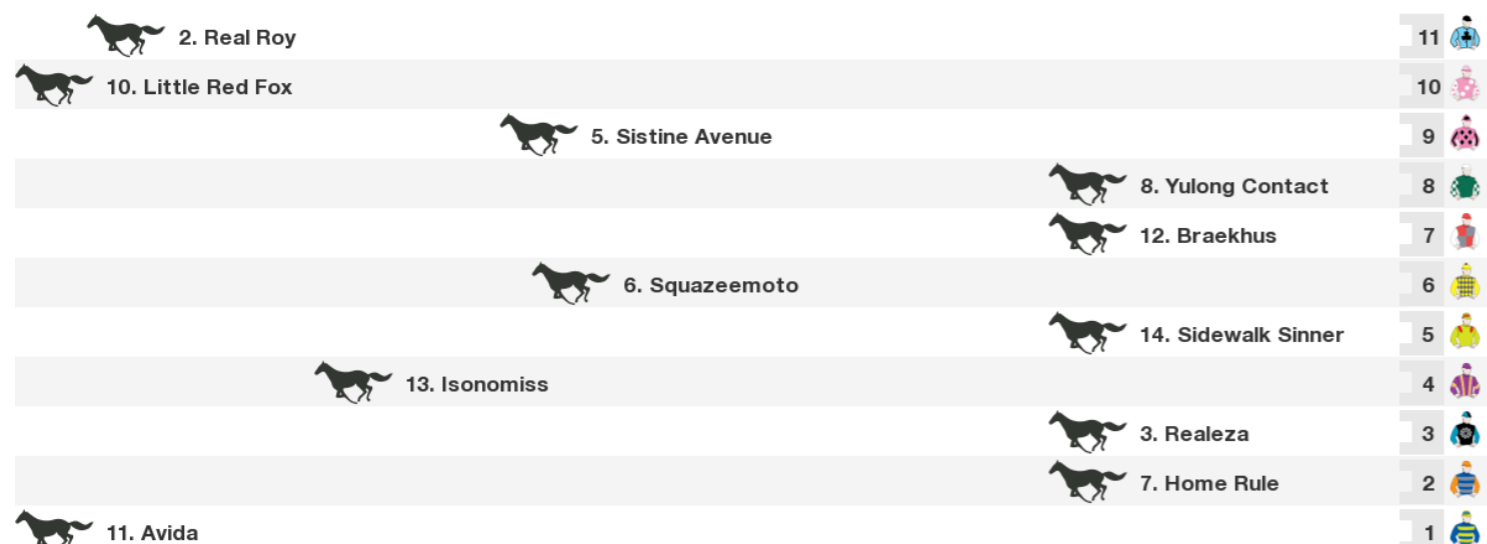 2. Real Roy 11
10. Little Red Fox 10
5. Sistine Avenue 9
8. Yulong Contact 8
12. Braekhus 7
6. Squazeemoto 6
14. Sidewalk Sinner 5
13. Isonomiss 4
3. Realeza 3
7. Home Rule 2
11. Avida 1